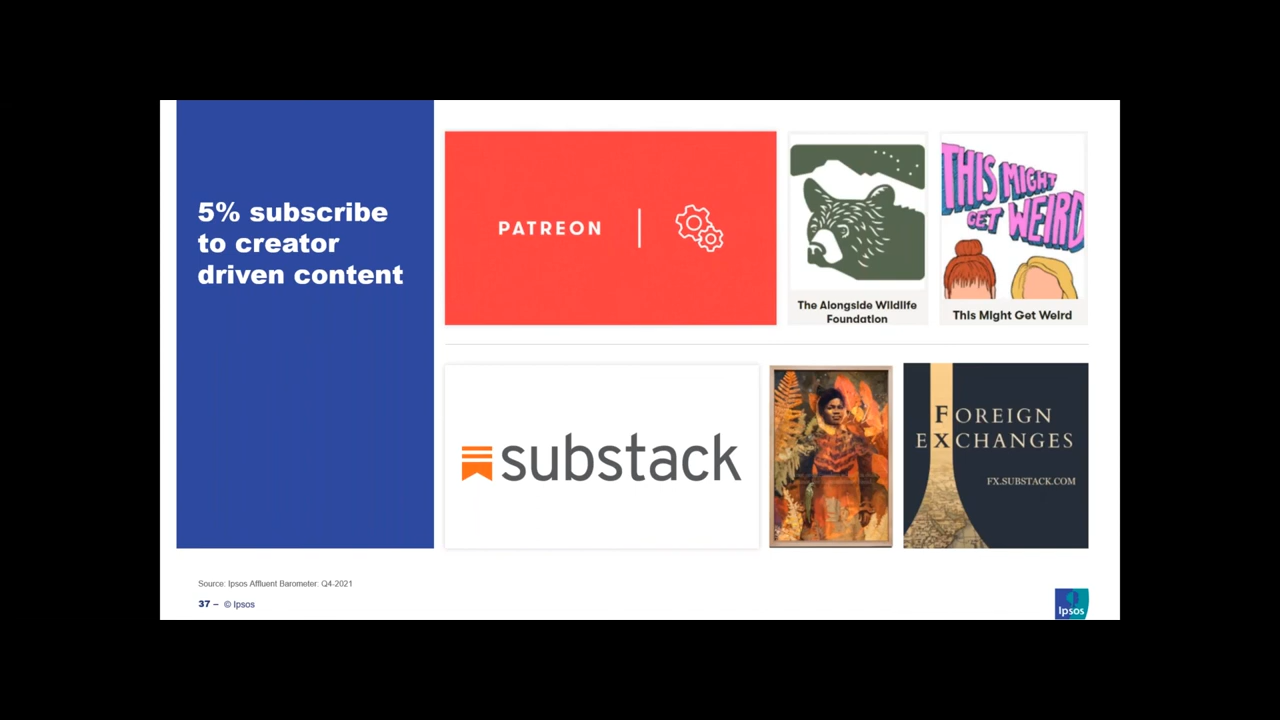 5% subscribe
to creator
driven content
PATREON
The Alongside Wildlife
Foundation
THIS MIGHT
GET WEIRD
This Might Get Weird
substack
FOREIGN
EXCHANGES
FX.SUBSTACK.COM
Source: Ipsos Affluent Barometer: Q4-2021
37 – © Ipsos
Ipsos